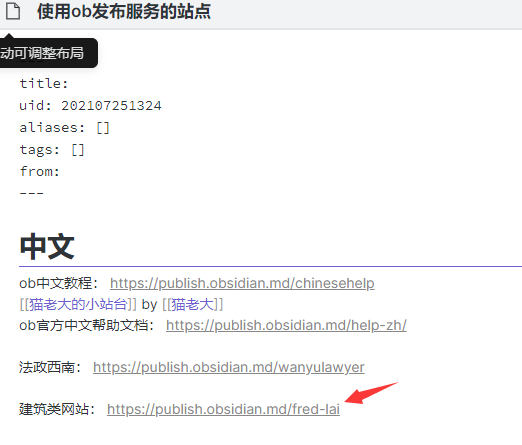 使用ob发布服务的站点
动可调整布局
title:
uid: 202107251324
aliases: []
tags: []
from:
---
中文
ob中文教程： https://publish.obsidian.md/chinesehelp
[[猫老大的小站台]] by [[猫老大]]
ob官方中文帮助文档： https://publish.obsidian.md/help-zh/
法政西南： https://publish.obsidian.md/wanyulawyer
建筑类网站： https://publish.obsidian.md/fred-lai